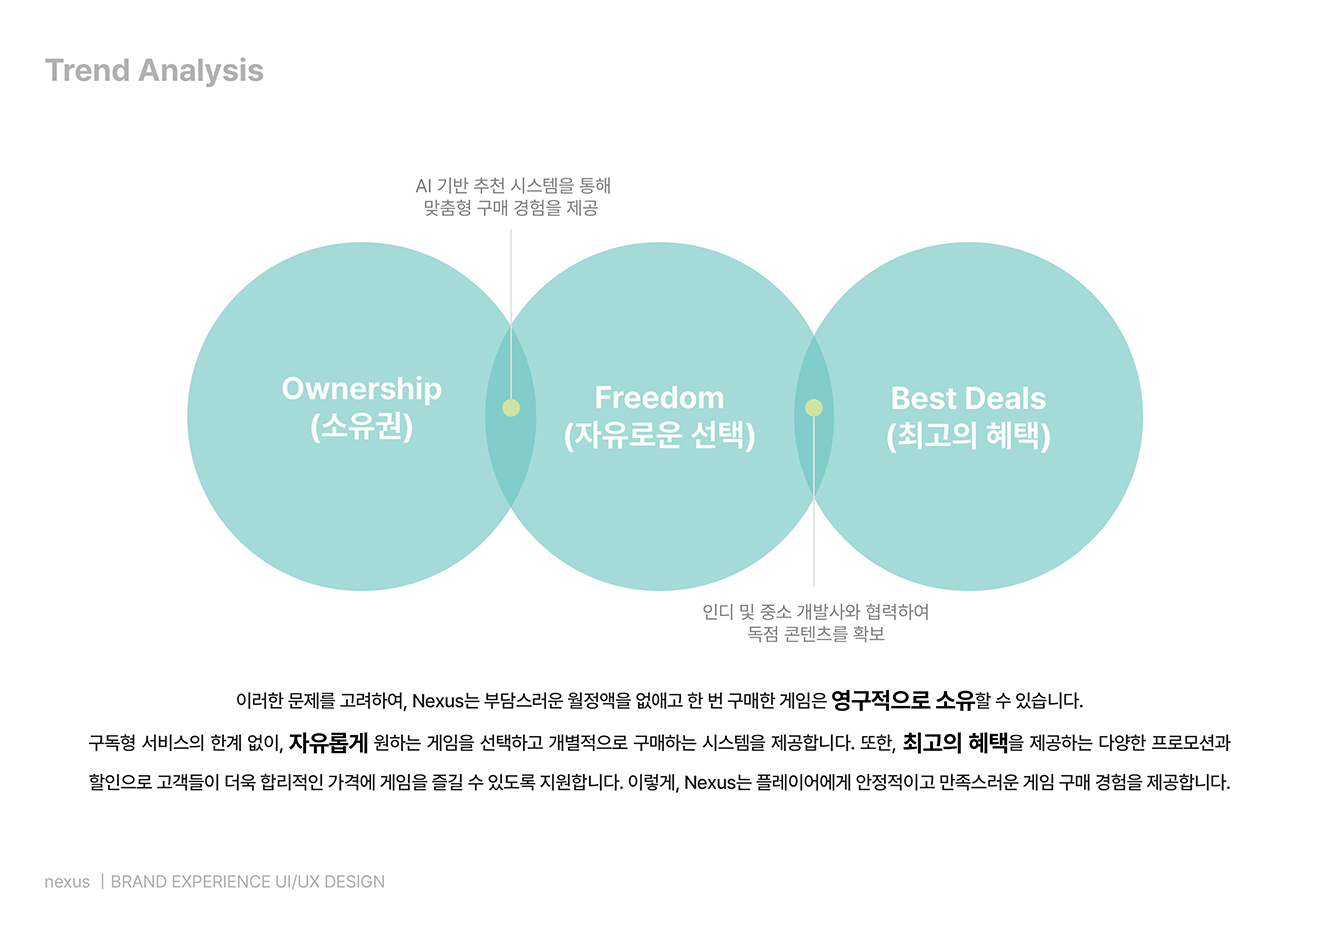 Trend Analysis
AI 기반 추천 시스템을 통해
맞춤형 구매 경험을 제공
Ownership
(소유권)
Freedom
(자유로운 선택)
Best Deals
(최고의 혜택)
인디 및 중소 개발사와 협력하여
독점 콘텐츠를 확보
이러한 문제를 고려하여, Nexus는 부담스러운 월정액을 없애고 한 번 구매한 게임은 영구적으로 소유할 수 있습니다.
구독형 서비스의 한계 없이, 자유롭게 원하는 게임을 선택하고 개별적으로 구매하는 시스템을 제공합니다. 또한, 최고의 혜택을 제공하는 다양한 프로모션과
할인으로 고객들이 더욱 합리적인 가격에 게임을 즐길 수 있도록 지원합니다. 이렇게, Nexus는 플레이어에게 안정적이고 만족스러운 게임 구매 경험을 제공합니다.
nexus | BRAND EXPERIENCE UI/UX DESIGN